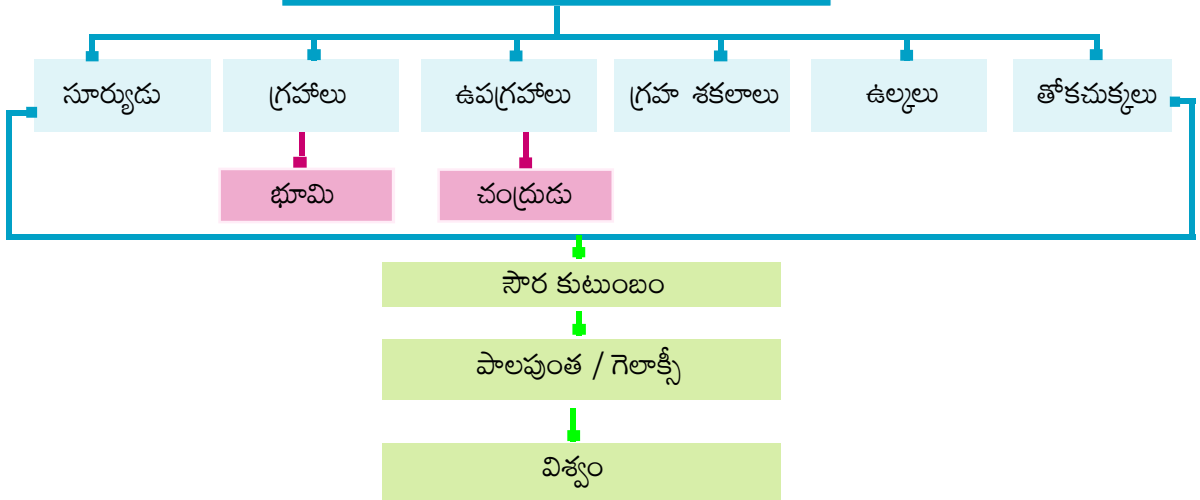 సూర్యుడు
గ్రహాలు
ఉపగ్రహాలు
గ్రహ శకలాలు
ఉల్కలు
తోకచుక్కలు
భూమి
చంద్రుడు
సౌర కుటుంబం
పాలపుంత / గెలాక్సీ
విశ్వం